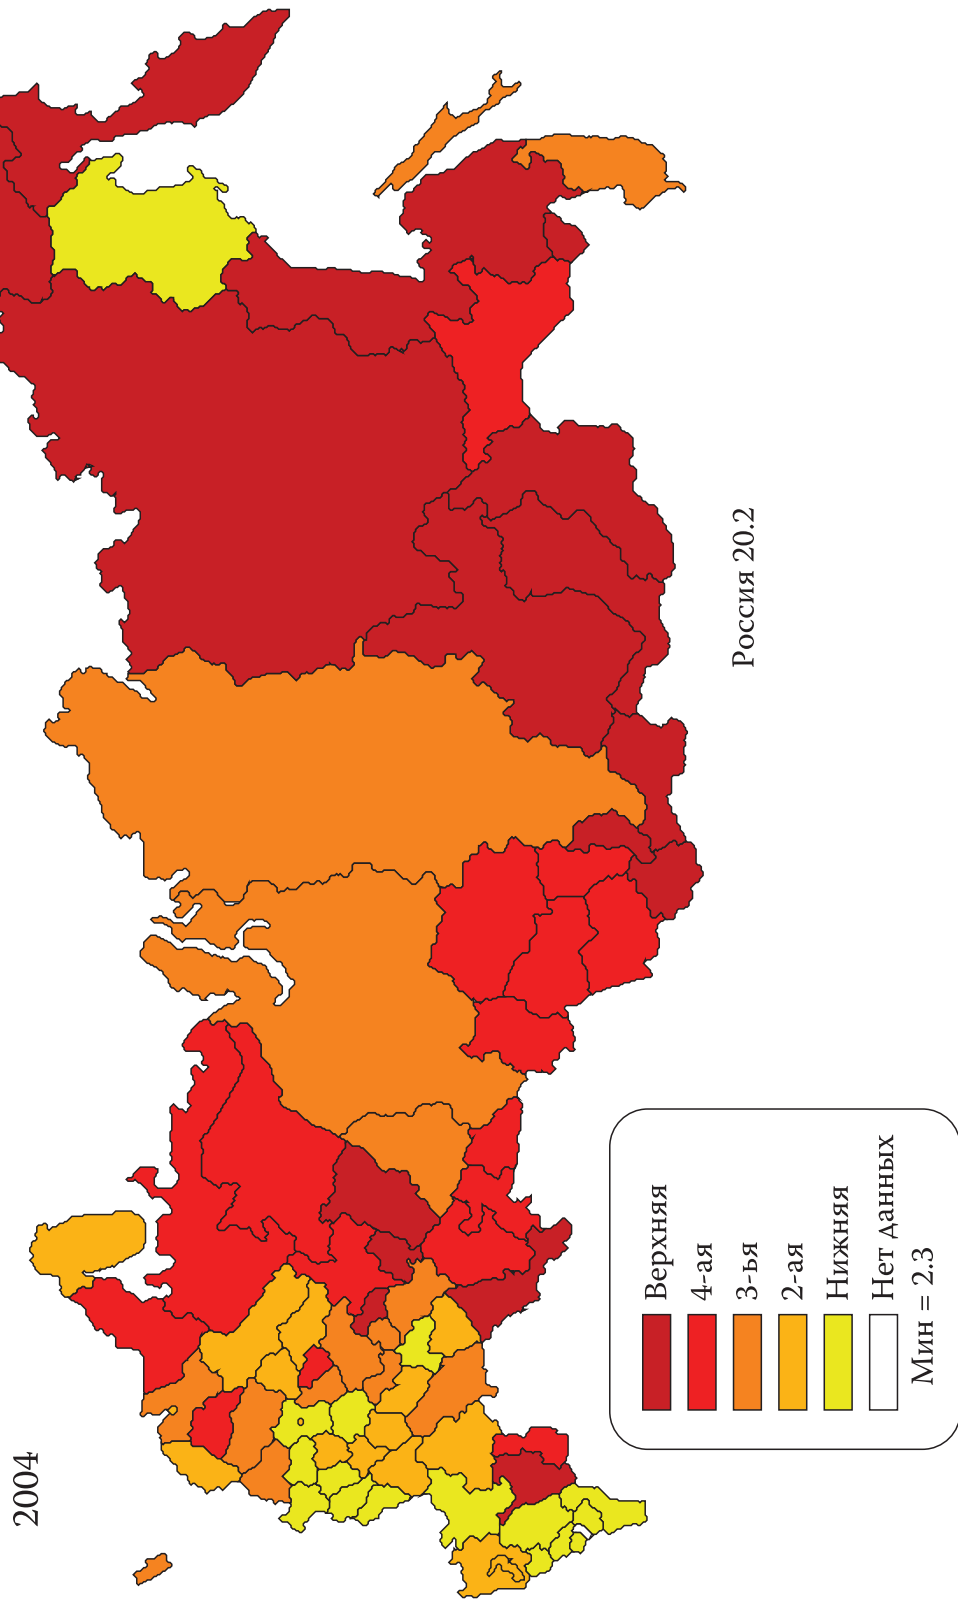 2004
Верхняя
4-ая
3-ья
2-ая
Нижняя
Нет данных
Мин = 2.3
Россия 20.2